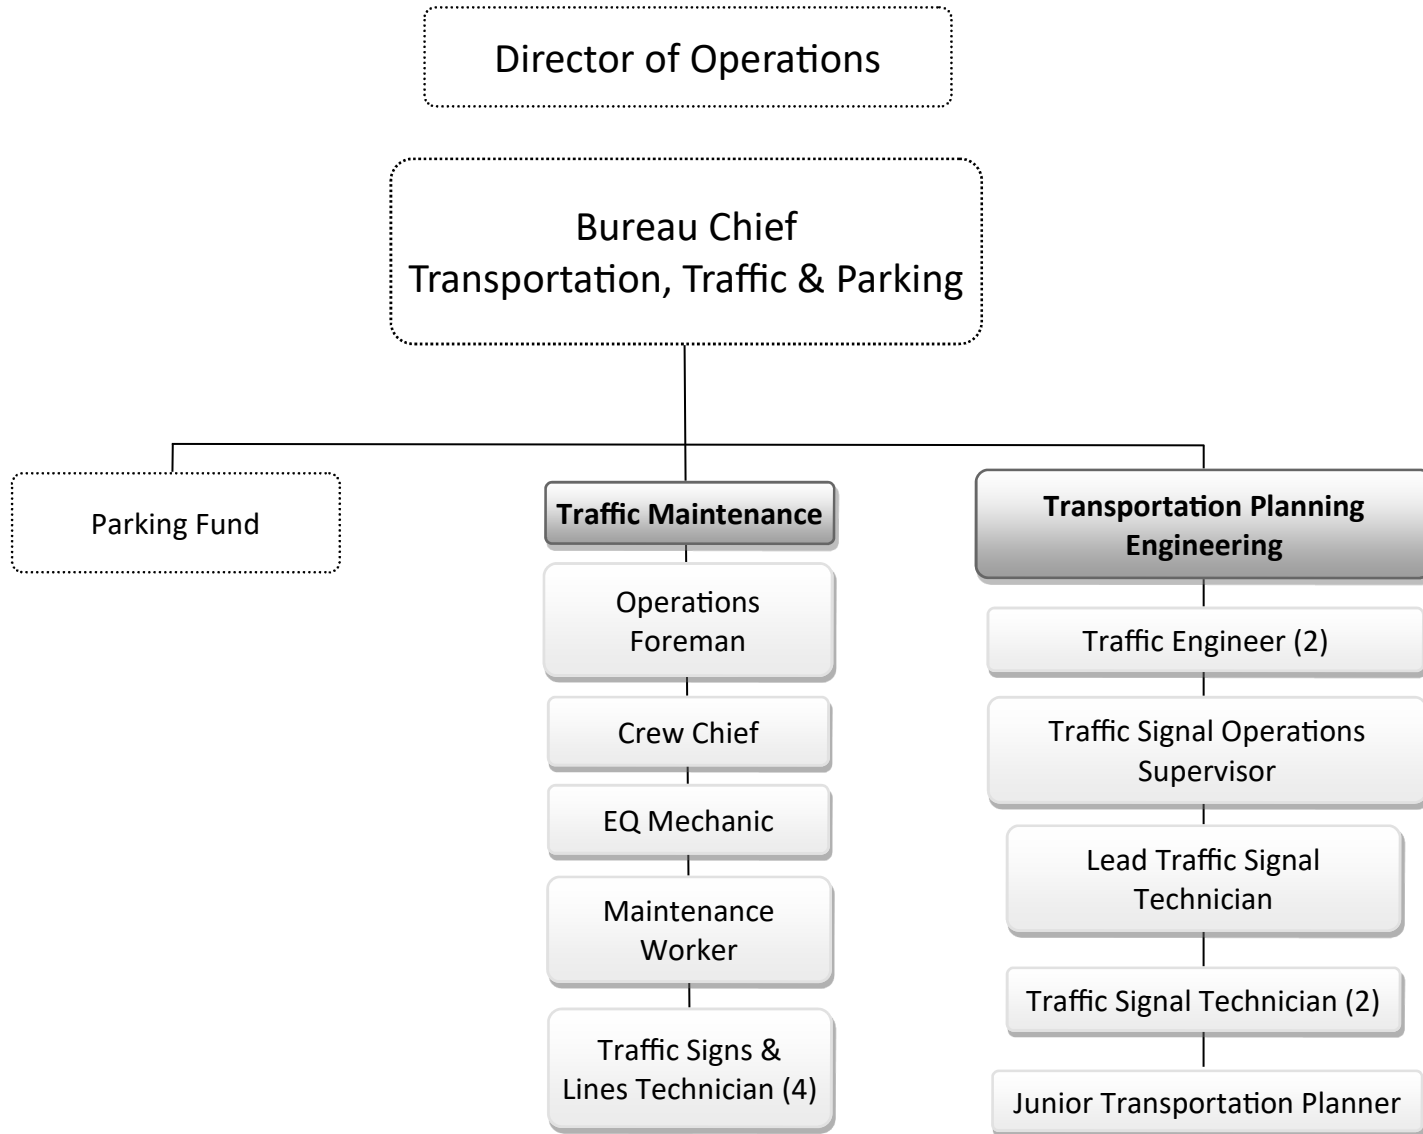 Director of Operations
Bureau Chief
Transportation, Traffic & Parking
Parking Fund
Traffic Maintenance
Operations
Foreman
Crew Chief
EQ Mechanic
Maintenance
Worker
Traffic Signs &
Lines Technician (4)
Transportation Planning
Engineering
Traffic Engineer (2)
Traffic Signal Operations
Supervisor
Lead Traffic Signal
Technician
Traffic Signal Technician (2)
Junior Transportation Planner